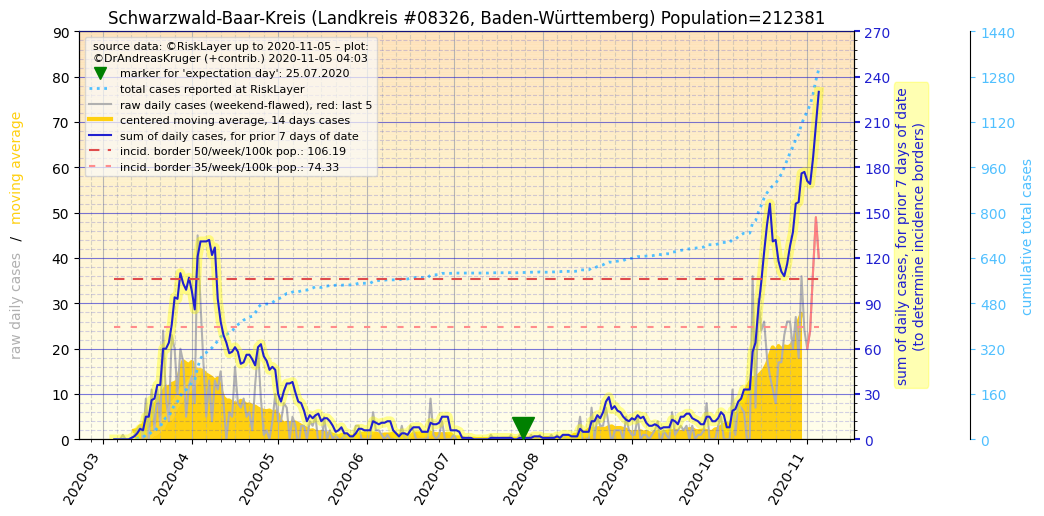 Schwarzwald-Baar-Kreis (Landkreis #08326, Baden-Württemberg) Population=212381
source data: ©RiskLayer up to 2020-11-05 – plot:
©DrAndreasKruger (+contrib.) 2020-11-05 04:03
marker for 'expectation day': 25.07.2020
total cases reported at RiskLayer
raw daily cases (weekend-flawed), red: last 5
centered moving average, 14 days cases
sum of daily cases, for prior 7 days of date
incid. border 50/week/100k pop.: 106.19
incid. border 35/week/100k pop.: 74.33
raw daily cases / moving average
90
80
70
60
50
40
30
20
10
0
2020-03
2020-04
2020-05
2020-06
2020-07
2020-08
2020-09
2020-10
2020-11
270
240
210
180
150
120
90
60
30
0
sum of daily cases, for prior 7 days of date
(to determine incidence borders)
1440
1280
1120
960
800
640
480
320
160
0
cumulative total cases